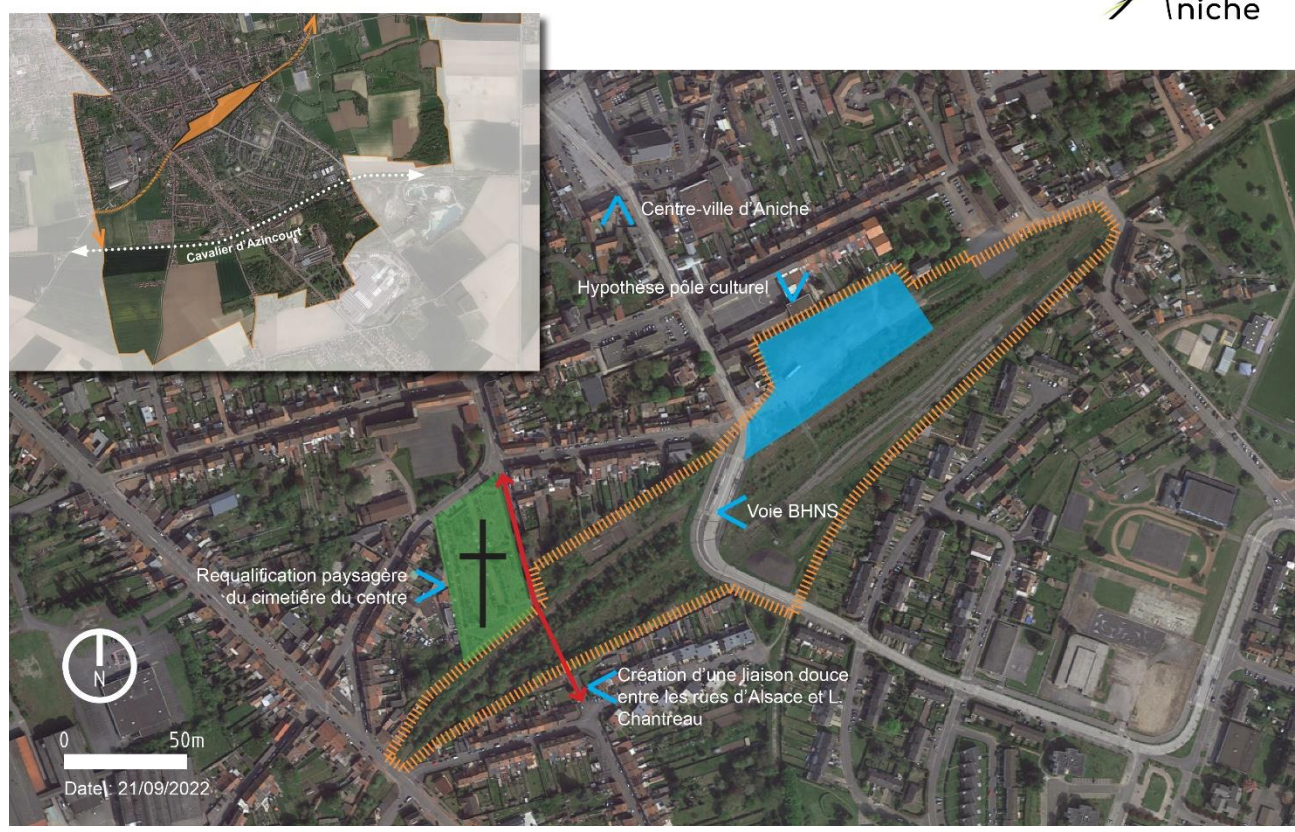 niche
Cavalier d'Azincourt
Centre-ville d'Aniche
Hypothèse pôle culturel
Voie BHNS
Requalification paysagère
du cimetière du centre
Création d'une liaison douce
entre les rues d'Alsace et L.
Chantreau
N
0 50m
Date : 21/09/2022